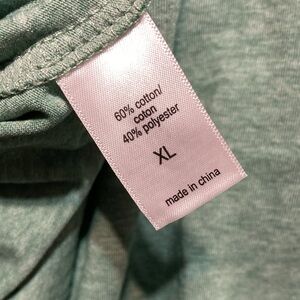 60% cotton/
coton
40% polyester
XL
made in china